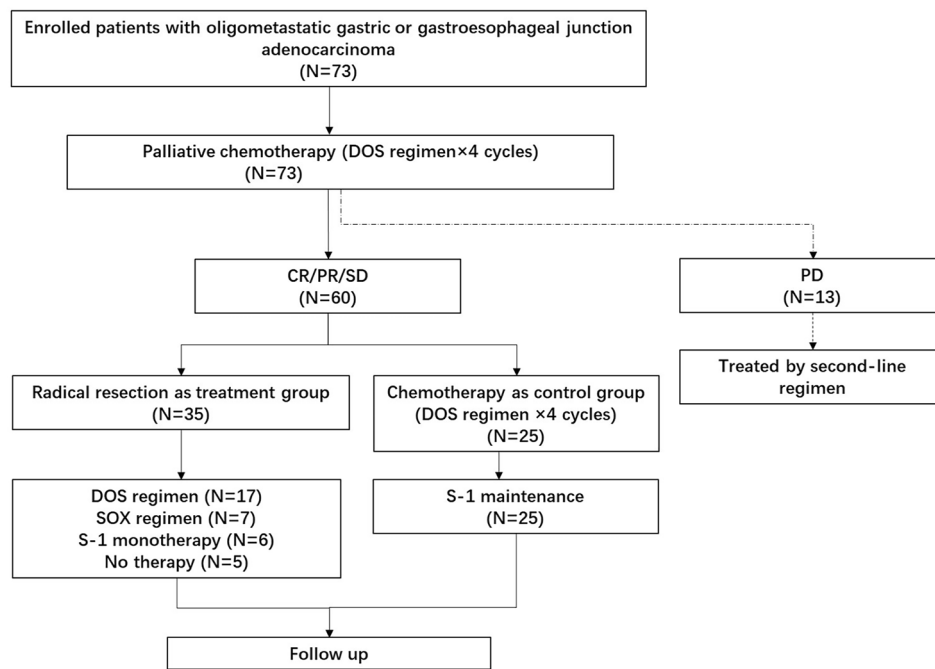 Enrolled patients with oligometastatic gastric or gastroesophageal junction
adenocarcinoma
(N=73)
Palliative chemotherapy (DOS regimen×4 cycles)
(N=73)
CR/PR/SD
(N=60)
PD
(N=13)
Treated by second-line
regimen
Radical resection as treatment group
(N=35)
Chemotherapy as control group
(DOS regimen ×4 cycles)
(N=25)
DOS regimen (N=17)
SOX regimen (N=7)
S-1 monotherapy (N=6)
No therapy (N=5)
S-1 maintenance
(N=25)
Follow up